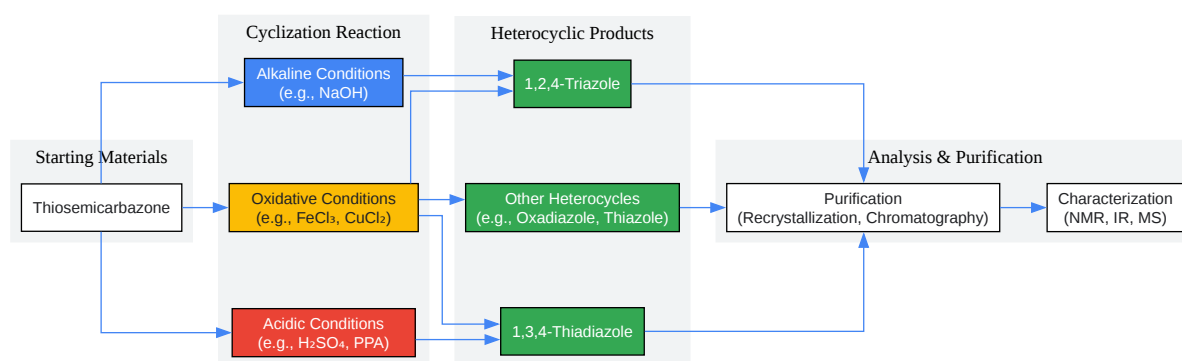 Starting Materials
Thiosemicarbazone
Cyclization Reaction
Alkaline Conditions
(e.g., NaOH)
Oxidative Conditions
(e.g., FeCl₃, CuCl₂)
Acidic Conditions
(e.g., H₂SO₄, PPA)
Heterocyclic Products
1,2,4-Triazole
Other Heterocycles
(e.g., Oxadiazole, Thiazole)
1,3,4-Thiadiazole
Analysis & Purification
Purification
(Recrystallization, Chromatography)
Characterization
(NMR, IR, MS)